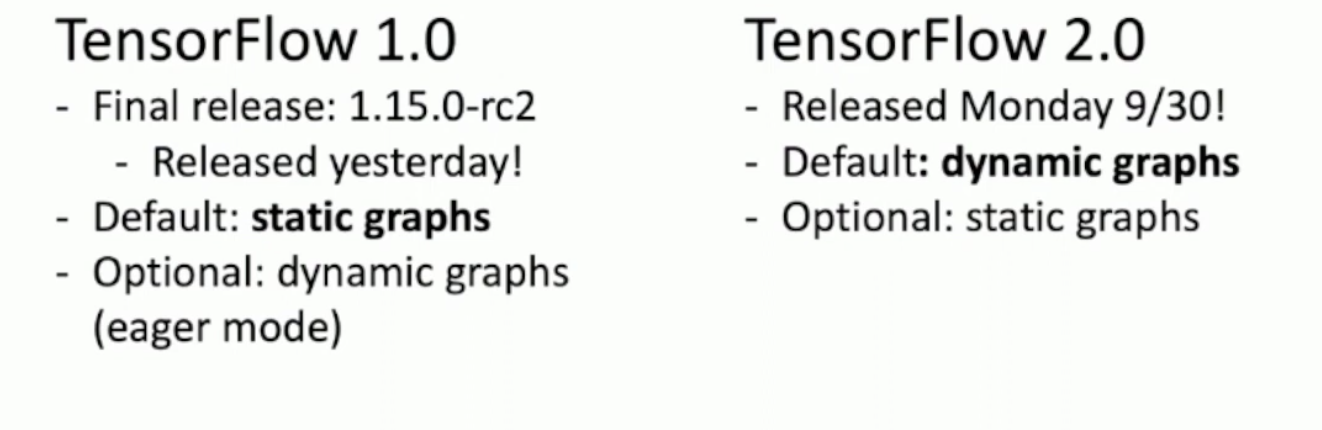 TensorFlow 1.0
- Final release: 1.15.0-rc2
- Released yesterday!
- Default: static graphs
- Optional: dynamic graphs
(eager mode)
TensorFlow 2.0
- Released Monday 9/30!
- Default: dynamic graphs
- Optional: static graphs